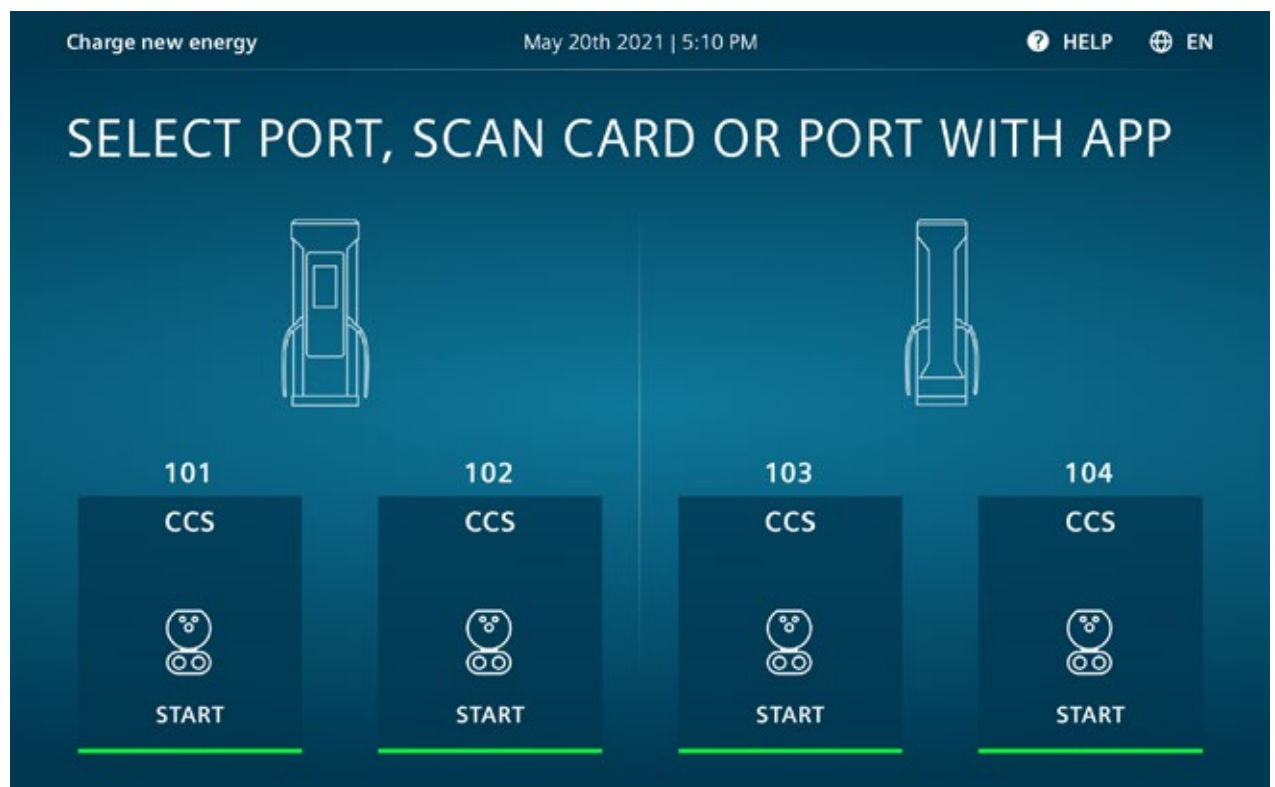 Charge new energy May 20th 2021 | 5:10 PM HELP EN
SELECT PORT, SCAN CARD OR PORT WITH APP
101 102 103 104
CCS CCS CCS CCS
START START START START